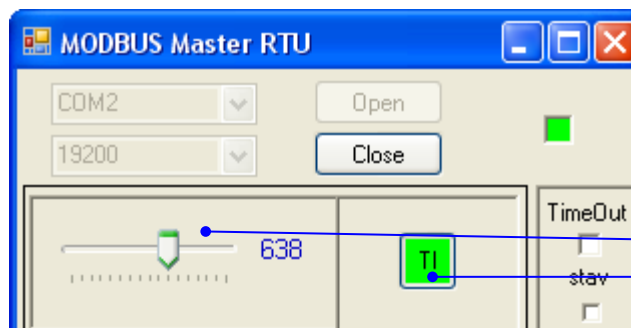 MODBUS Master RTU
COM2
Open
19200
Close
638
TI
TimeOut
stav